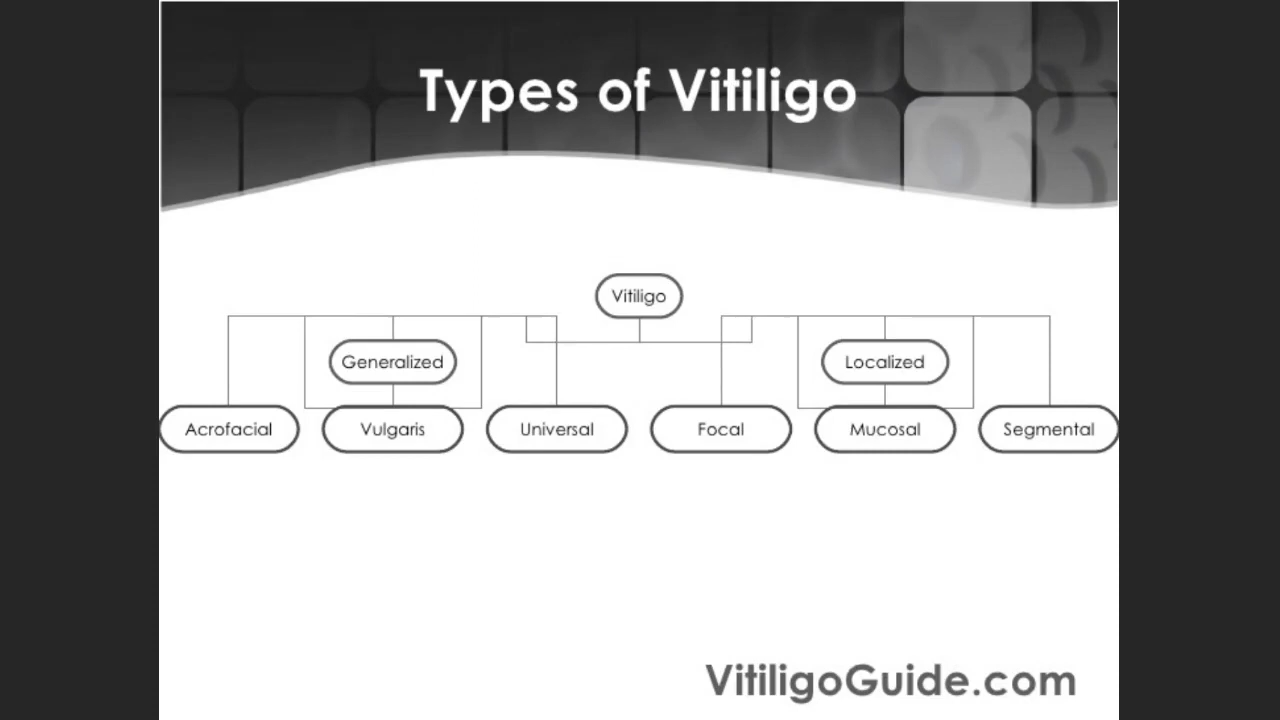 Types of Vitiligo
Vitiligo
Generalized
Localized
Acrofacial
Vulgaris
Universal
Focal
Mucosal
Segmental
VitiligoGuide.com